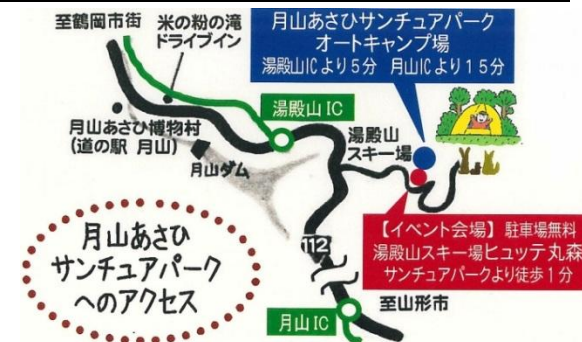 至鶴岡市街
米の粉の滝
ドライブイン
月山あさひサンチュアパーク
オートキャンプ場
湯殿山ICより5分 月山ICより15分
湯殿山 IC
月山あさひ博物村
(道の駅 月山)
月山ダム
湯殿山
スキー場
【イベント会場】 駐車場無料
湯殿山スキー場ヒュッテ丸森
サンチュアパークより徒歩1分
月山あさひ
サンチュアパーク
へのアクセス
112
至山形市
月山 IC